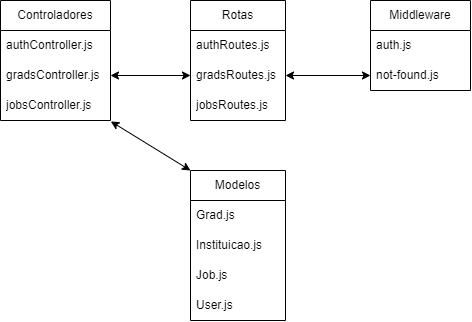 Controladores
authController.js
gradsController.js
jobsController.js
Rotas
authRoutes.js
gradsRoutes.js
jobsRoutes.js
Middleware
auth.js
not-found.js
Modelos
Grad.js
Instituicao.js
Job.js
User.js